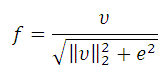 f = υ / √(‖υ‖₂² + e²)